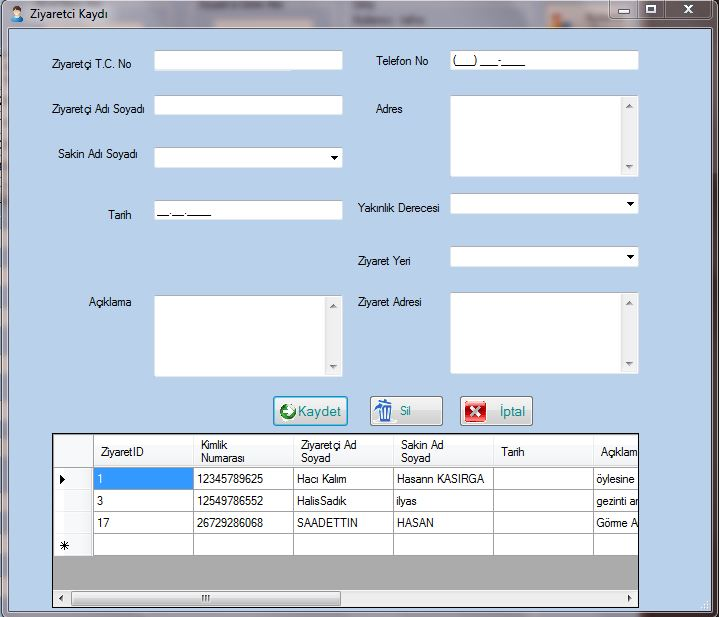 Ziyaretci Kaydı
Ziyaretçi T.C. No
Telefon No
(___) ___-____
Ziyaretçi Adı Soyadı
Adres
Sakin Adı Soyadı
Tarih
__.__.____
Yakınlık Derecesi
Ziyaret Yeri
Açıklama
Ziyaret Adresi
Kaydet
Sil
İptal
ZiyaretID
Kimlik
Numarası
Ziyaretçi Ad
Soyad
Sakin Ad
Soyad
Tarih
Açıklam
1 12345789625 Hacı Kalım Hasann KASIRGA öylesine
3 12549786552 HalisSadık ilyas gezinti ar
17 26729286068 SAADETTIN HASAN Görme A